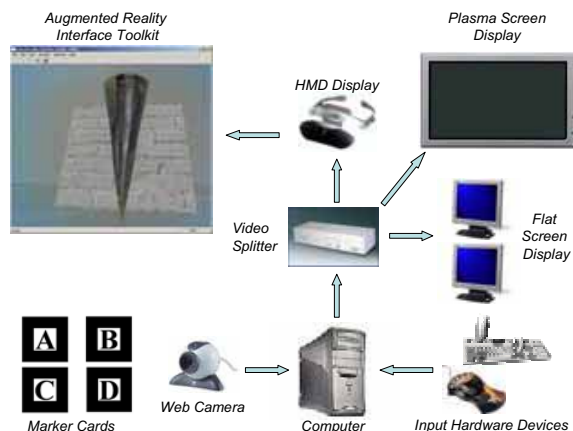 Augmented Reality
Interface Toolkit
Plasma Screen
Display
HMD Display
Video
Splitter
Flat
Screen
Display
A
B
C
D
Marker Cards
Web Camera
Computer
Input Hardware Devices